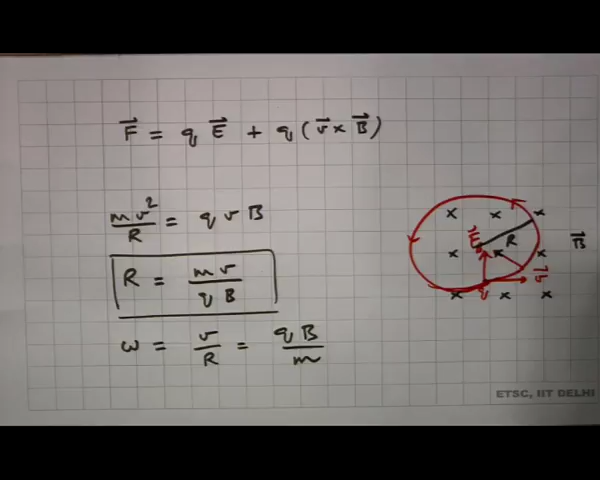 F⃗ = q E⃗ + q (v⃗ × B⃗)
mv²/R = q v B
R = mv/qB
ω = v/R = qB/m
x x x
F⃗ R B⃗
x x x
v⃗
q
x x x
ETSC, IIT DELHI